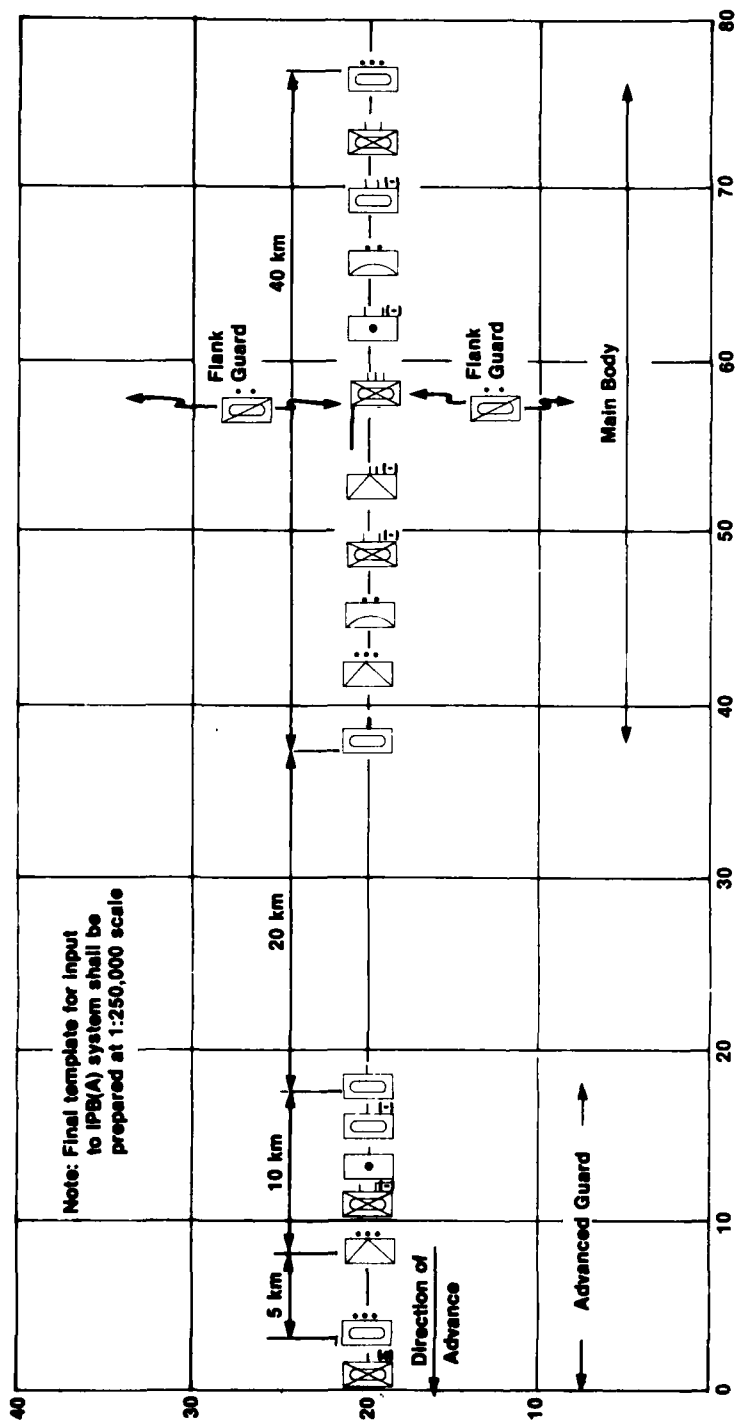 Note: Final template for input
to IPB(A) system shall be
prepared at 1:250,000 scale
40
30
20
10
5 km
10 km
20 km
40 km
Flank
Guard
Flank
Guard
Direction of
Advance
Advanced Guard
Main Body
0
10
20
30
40
50
60
70
80